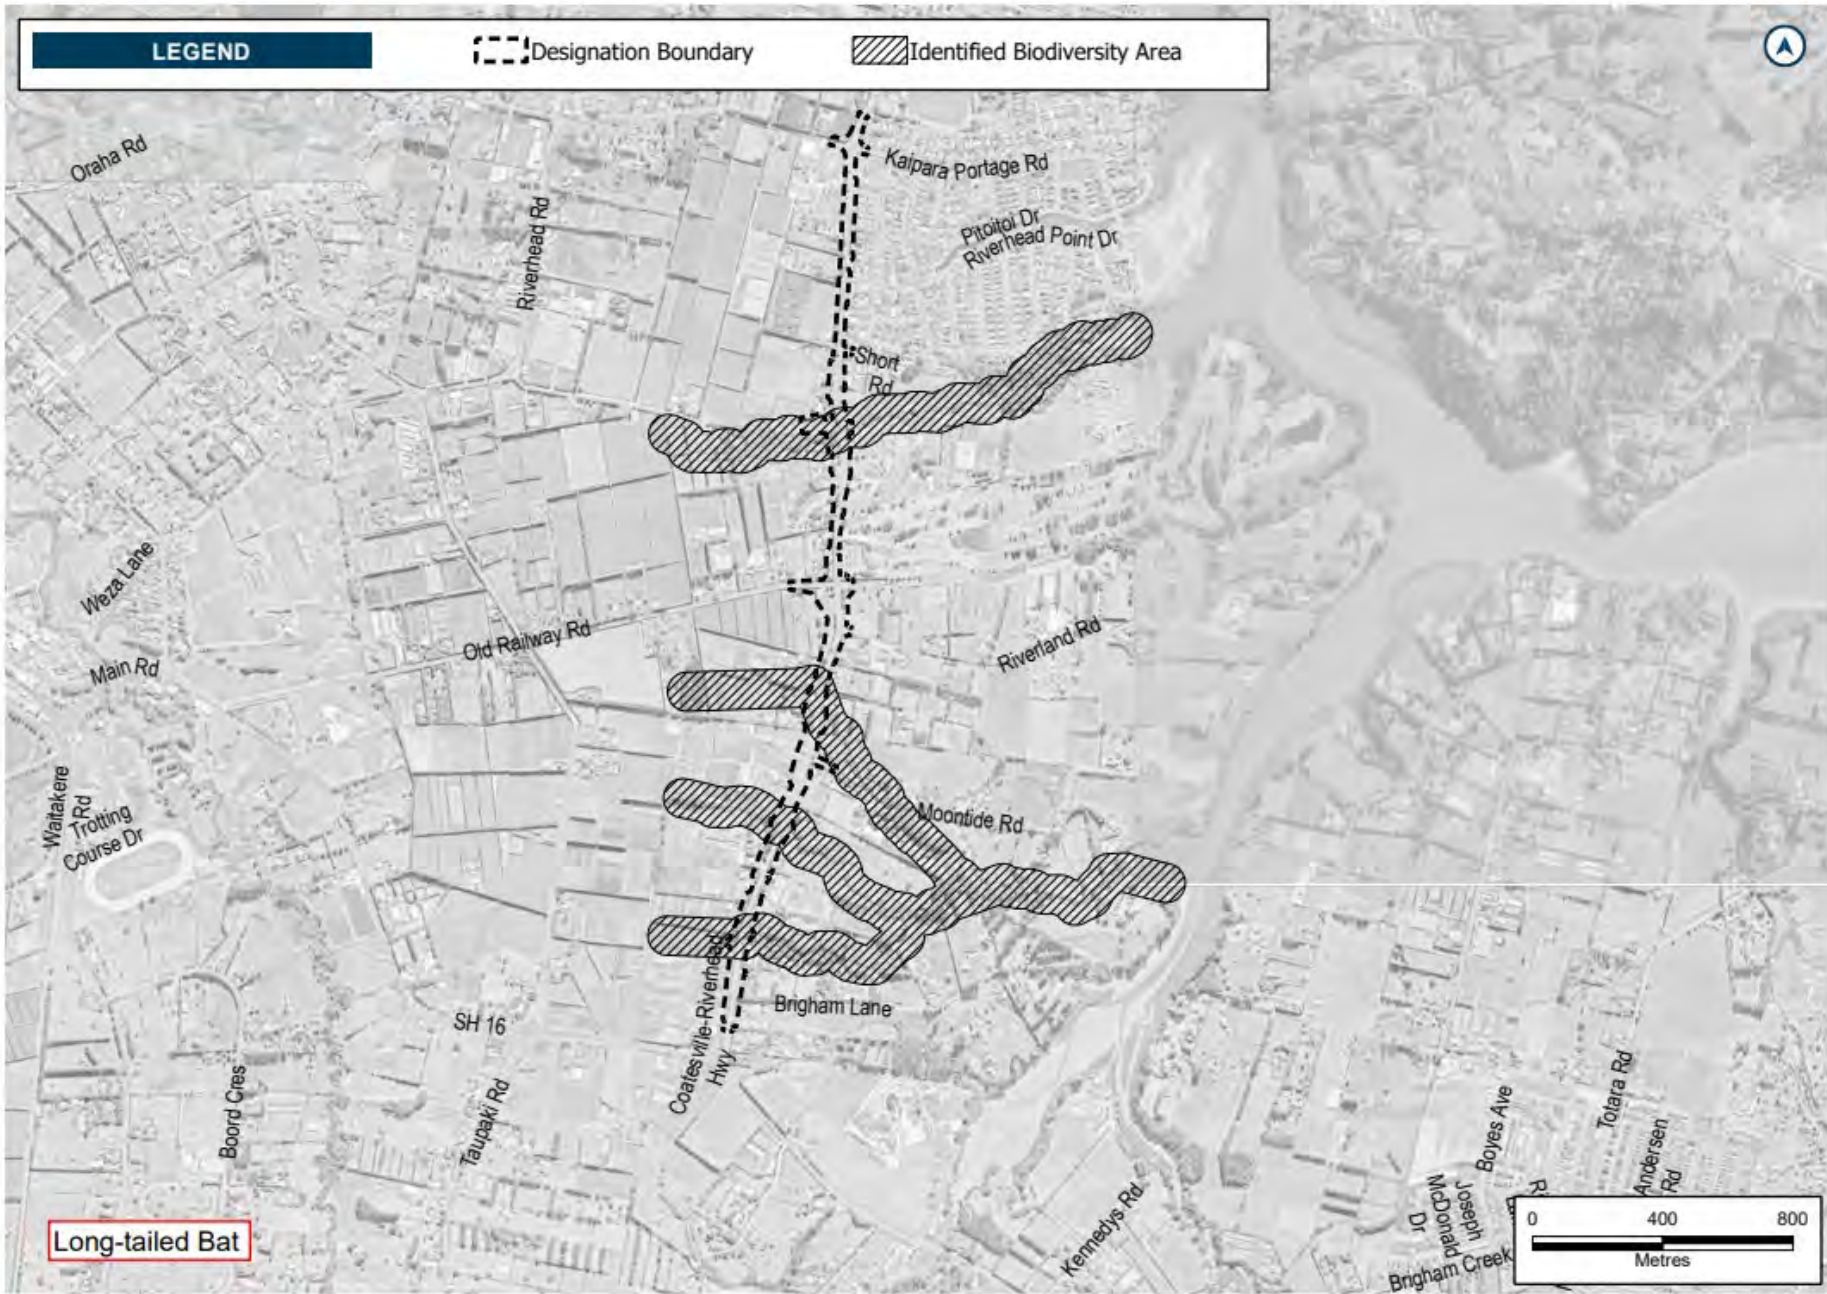 LEGEND
Designation Boundary
Identified Biodiversity Area
Oraha Rd
Kaipara Portage Rd
Riverhead Rd
Pitoitoi Dr
Riverhead Point Dr
Short
Rd
Weza Lane
Old Railway Rd
Riverland Rd
Main Rd
Waitakere
Rd
Trotting
Course Dr
Moontide Rd
Coatesville-Riverhead
Hwy
Brigham Lane
SH 16
Boord Cres
Taupaki Rd
Kennedys Rd
Boyes Ave
Totara Rd
Andersen
Rd
Joseph
McDonald
Dr
Brigham Creek
Long-tailed Bat
0 400 800
Metres